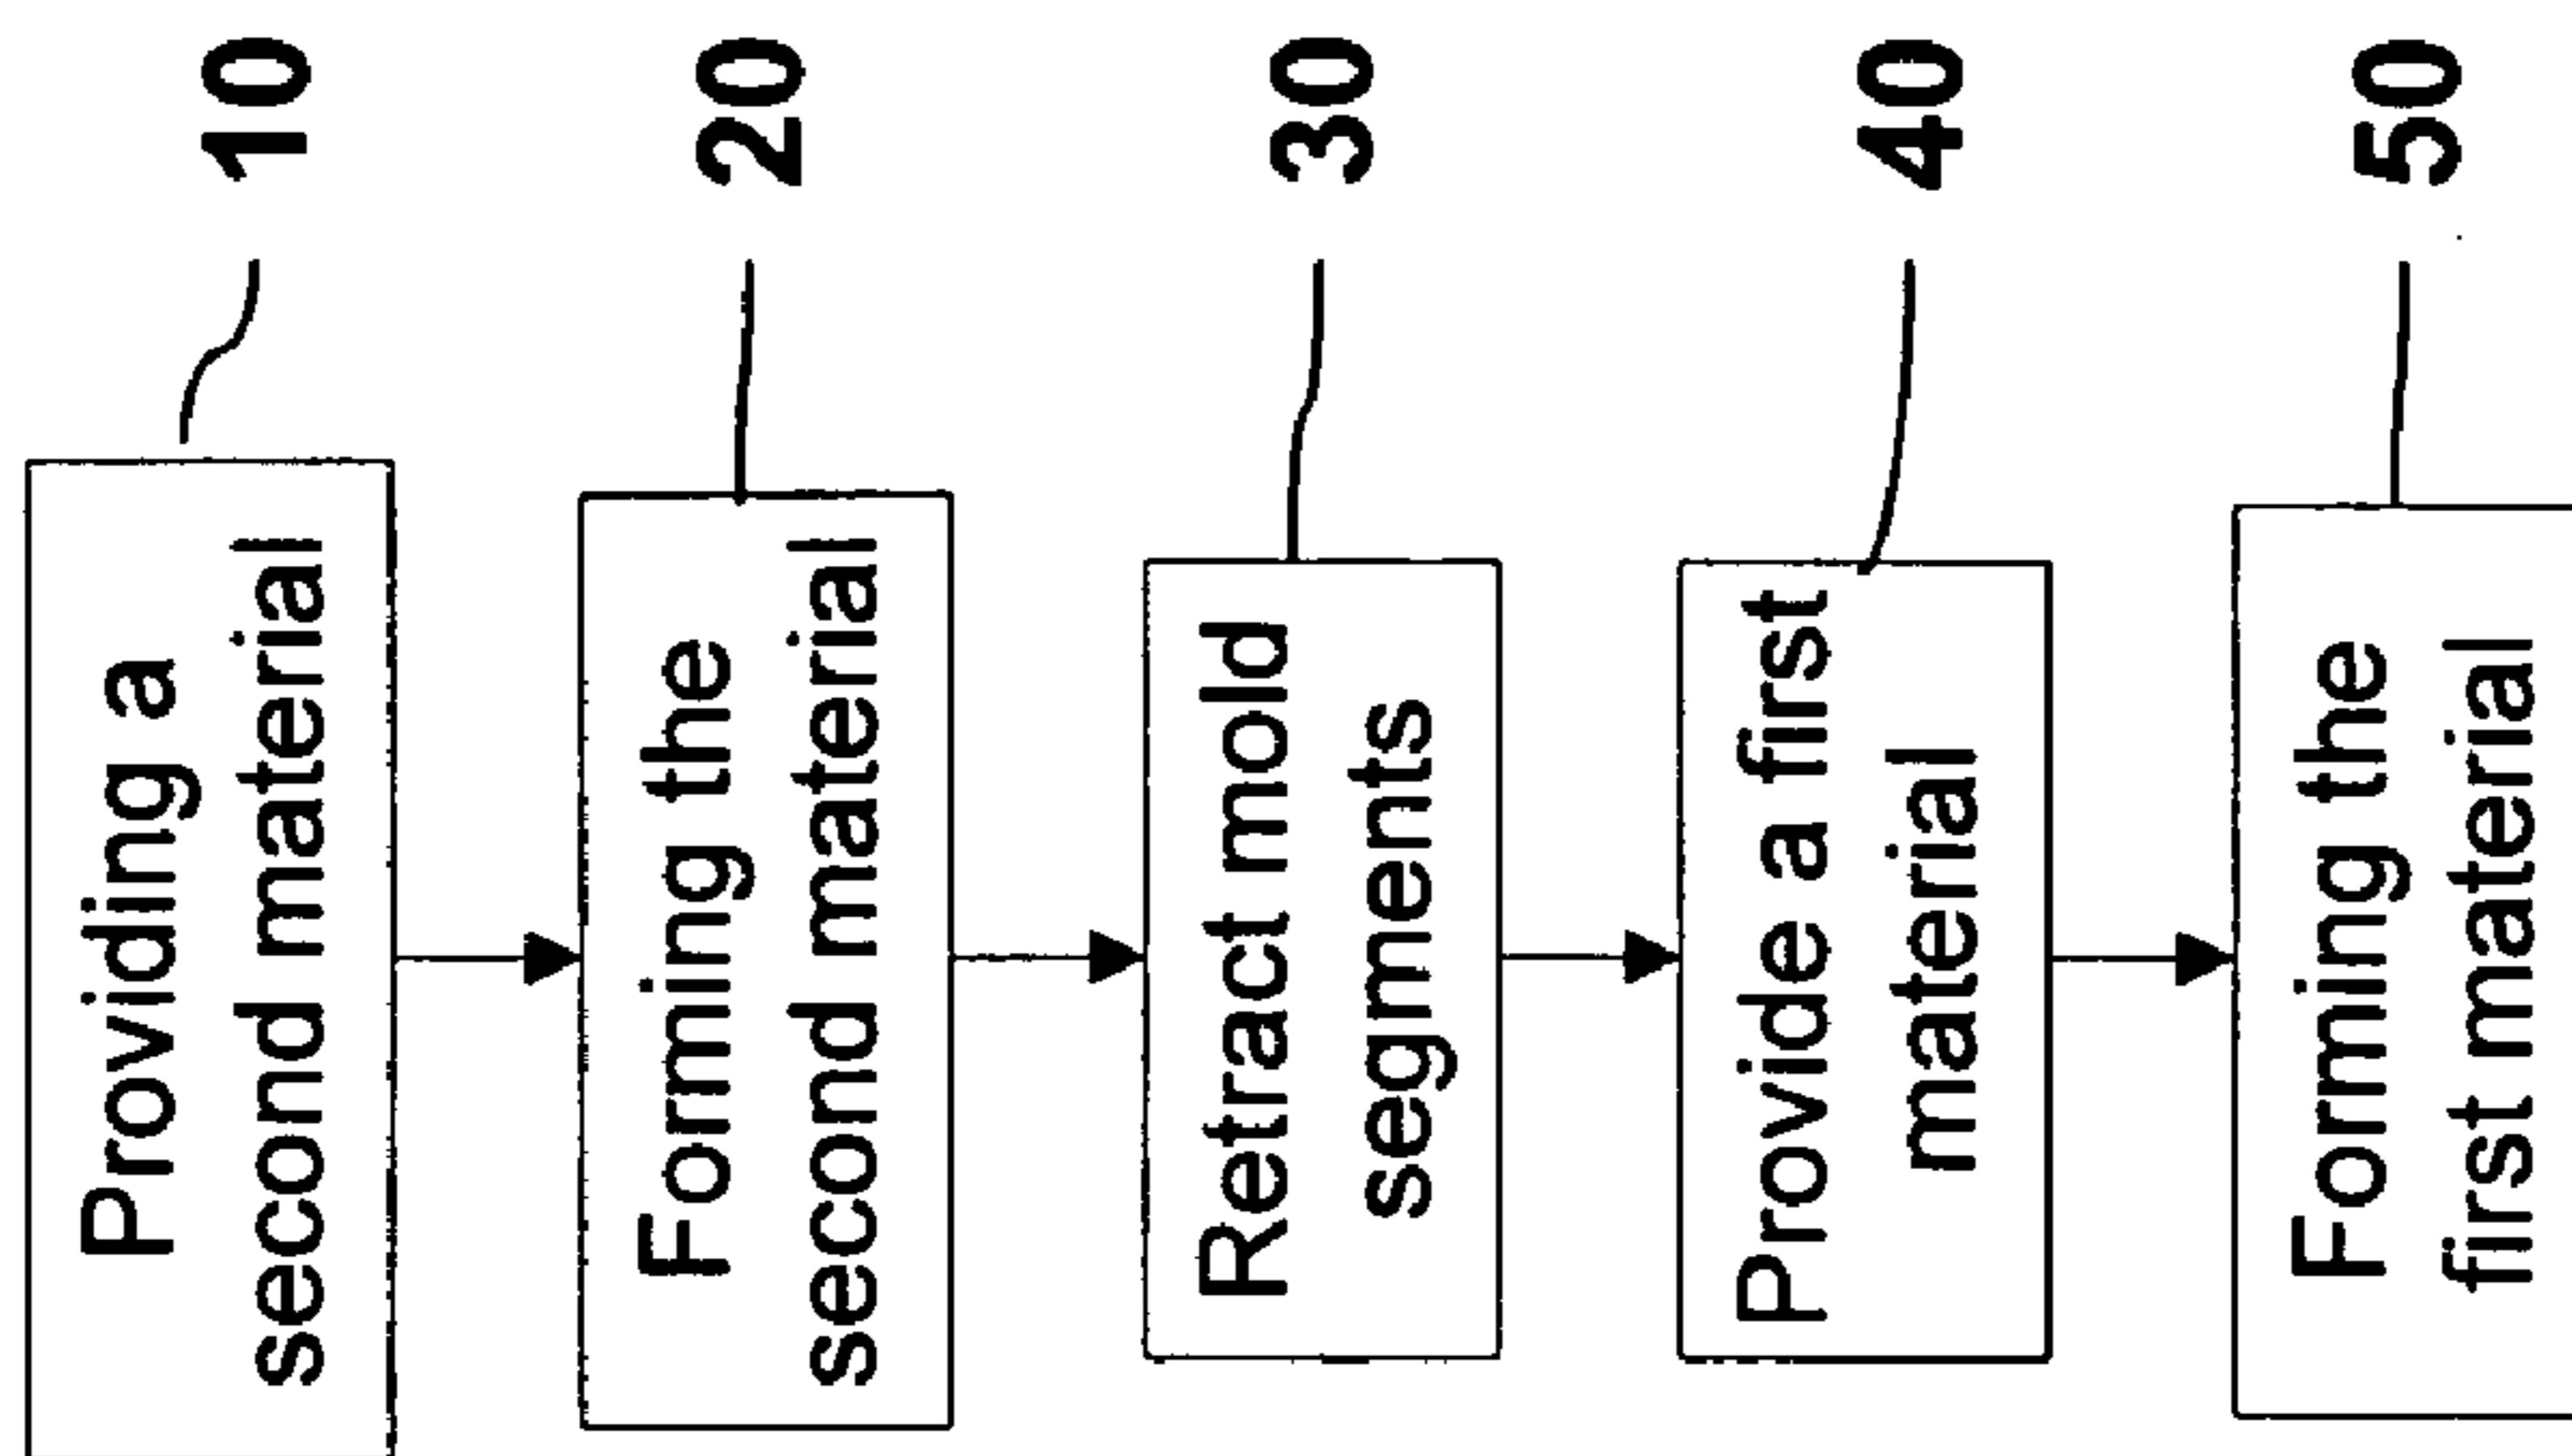 Providing a
second material
10
Forming the
second material
20
Retract mold
segments
30
Provide a first
material
40
Forming the
first material
50